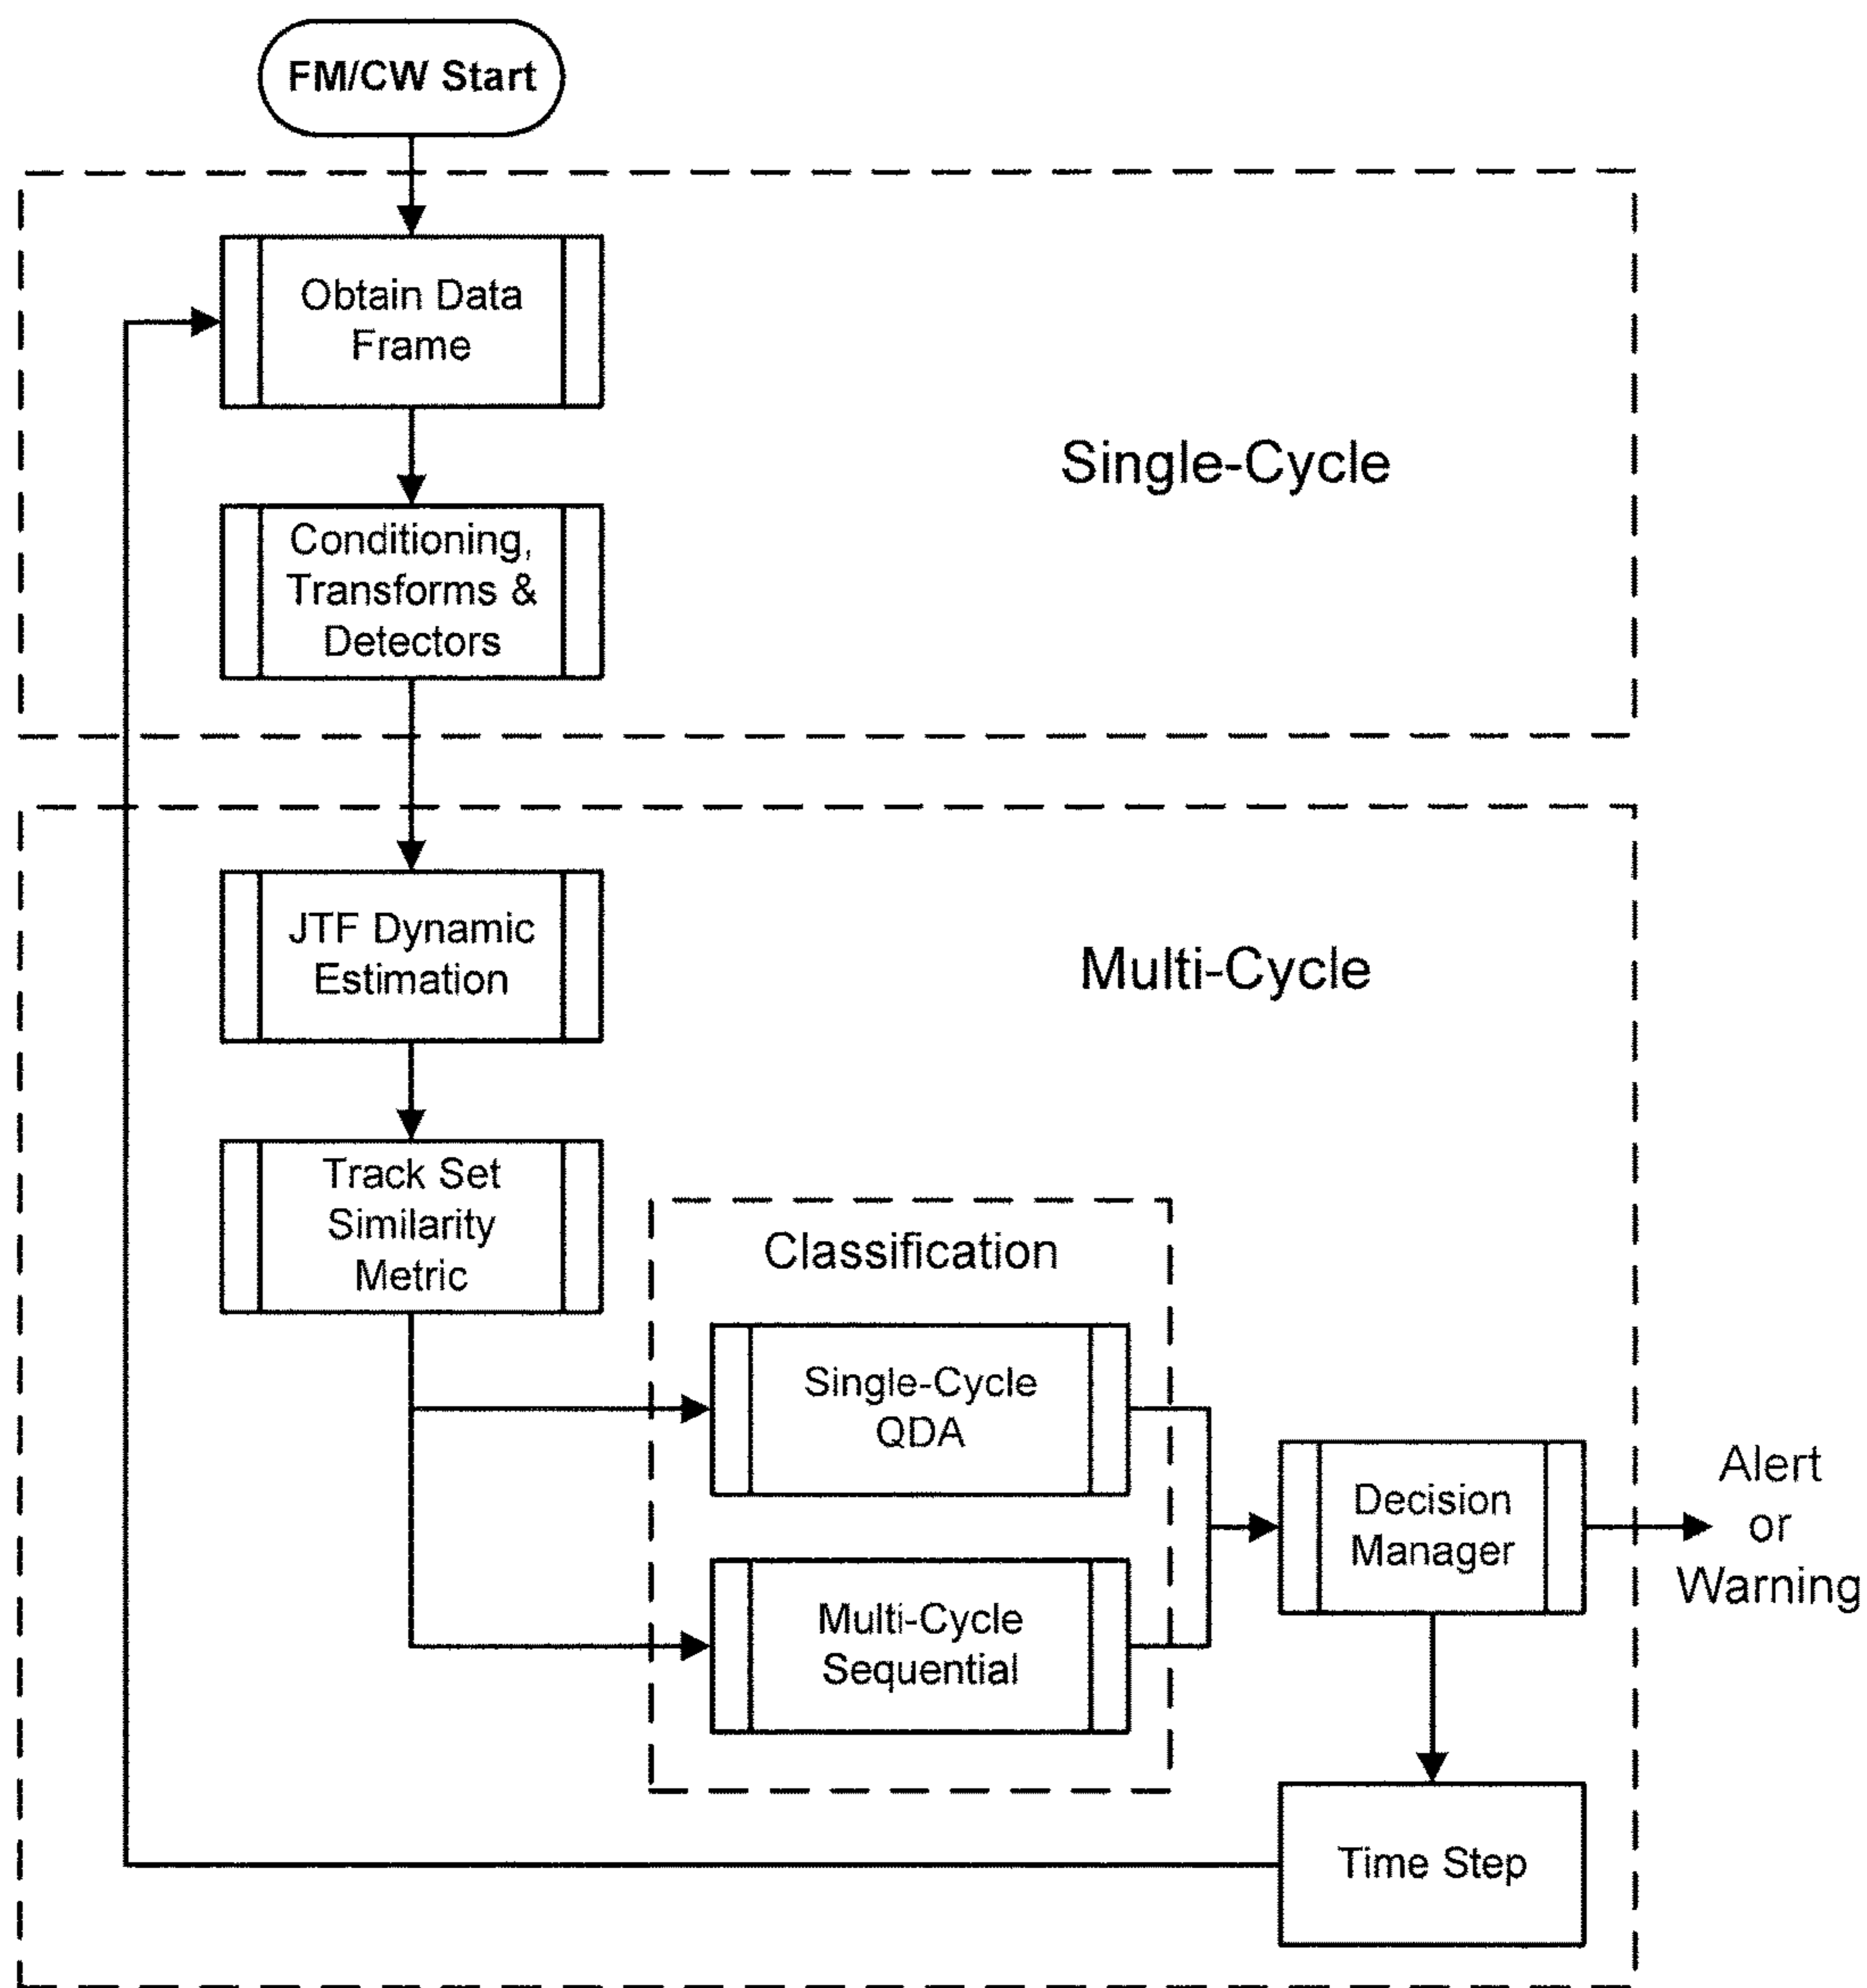 FM/CW Start
Obtain Data
Frame
Single-Cycle
Conditioning,
Transforms &
Detectors
JTF Dynamic
Estimation
Multi-Cycle
Track Set
Similarity
Metric
Classification
Single-Cycle
QDA
Multi-Cycle
Sequential
Decision
Manager
Alert
or
Warning
Time Step